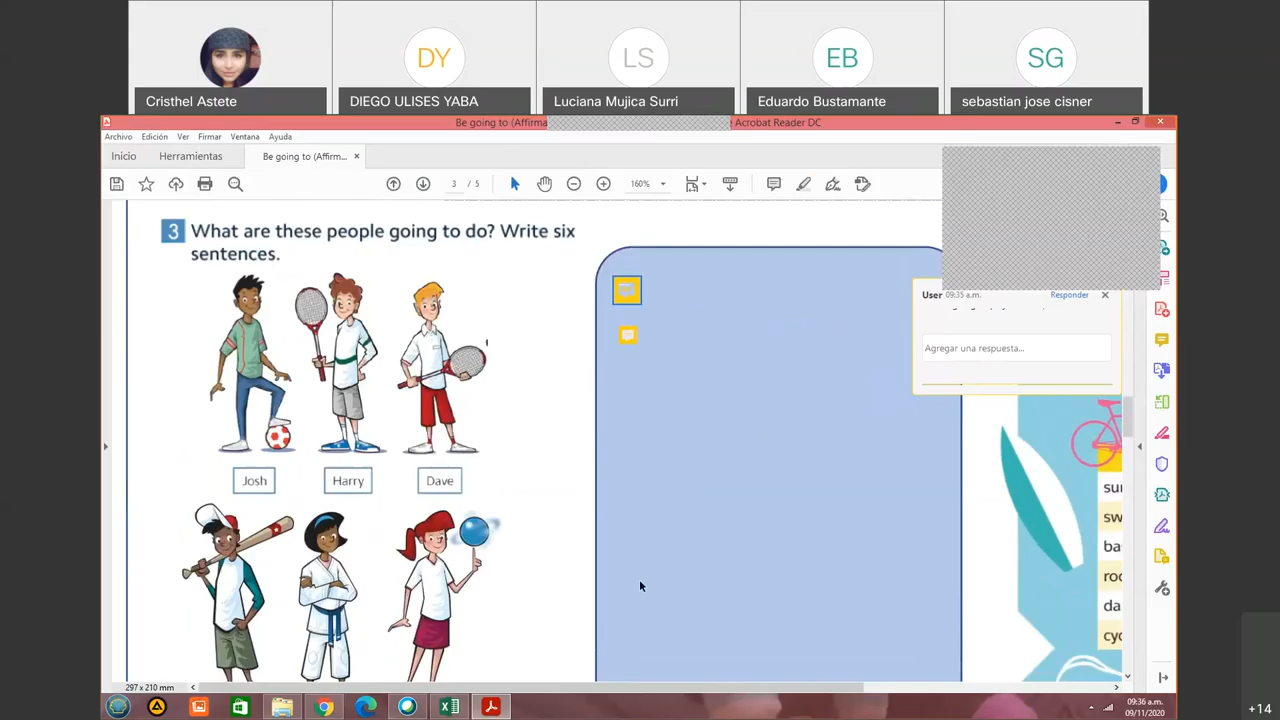 DY
LS
EB
SG
Cristhel Astete
DIEGO ULISES YABA
Luciana Mujica Surri
Eduardo Bustamante
sebastian jose cisner
Be going to (Affirma
Acrobat Reader DC
Archivo Edición Ver Firmar Ventana Ayuda
Inicio Herramientas Be going to (Affirm... ×
3 / 5 160%
3 What are these people going to do? Write six
sentences.
User 09:35 a.m. Responder
Agregar una respuesta...
Josh Harry Dave
sur
sw
ba
roo
da
cyc
297 x 210 mm
09:36 a.m.
09/11/2020
+14